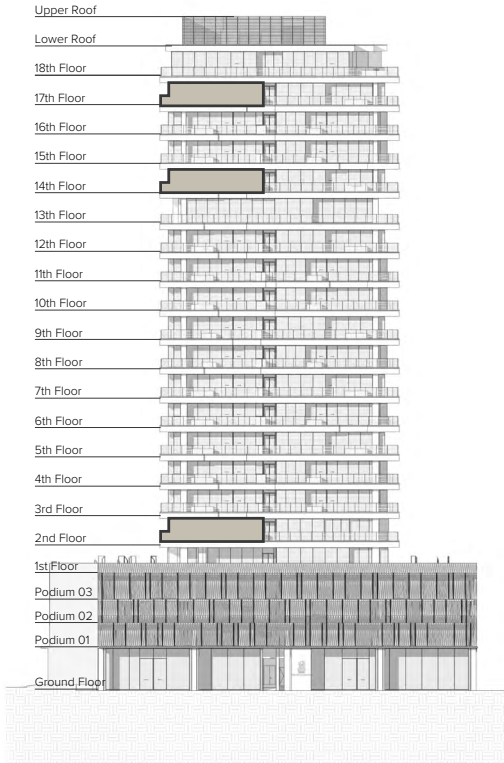 Upper Roof
Lower Roof
18th Floor
17th Floor
16th Floor
15th Floor
14th Floor
13th Floor
12th Floor
11th Floor
10th Floor
9th Floor
8th Floor
7th Floor
6th Floor
5th Floor
4th Floor
3rd Floor
2nd Floor
1st Floor
Podium 03
Podium 02
Podium 01
Ground Floor